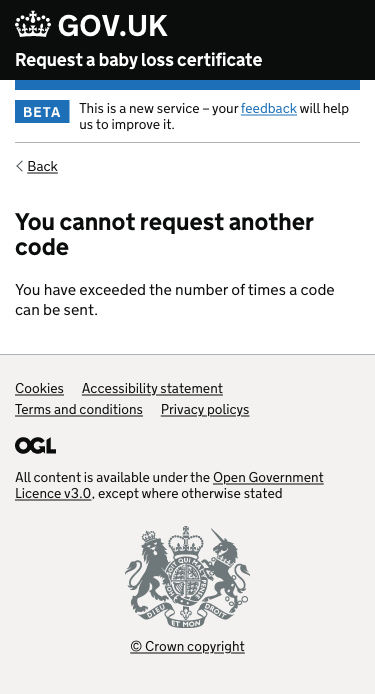 GOV.UK
Request a baby loss certificate
BETA
This is a new service – your feedback will help
us to improve it.
Back
You cannot request another
code
You have exceeded the number of times a code
can be sent.
Cookies Accessibility statement
Terms and conditions Privacy policys
OGL
All content is available under the Open Government
Licence v3.0, except where otherwise stated
DIEU ET MON DROIT
© Crown copyright